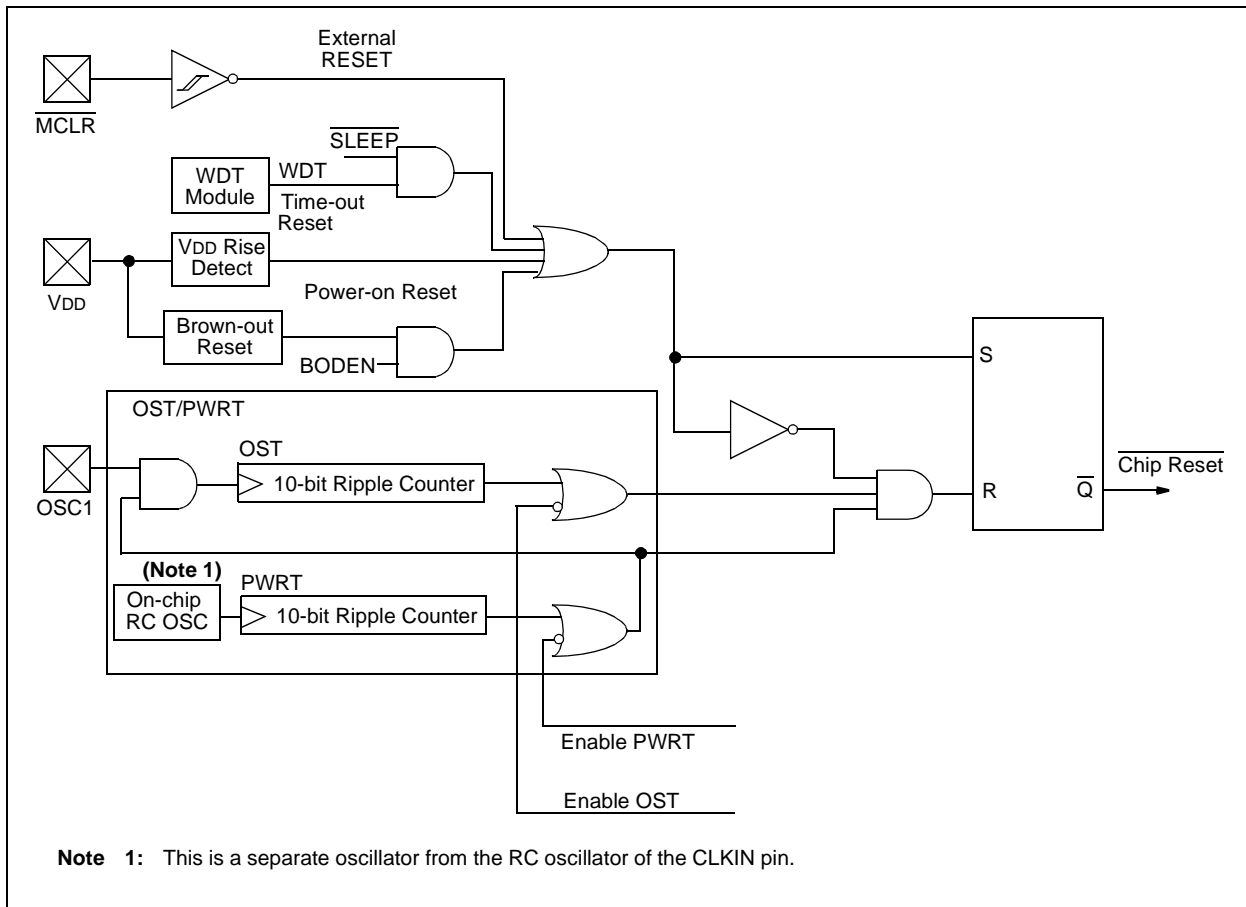 External
RESET
MCLR
SLEEP
WDT
Module
WDT
Time-out
Reset
VDD Rise
Detect
VDD
Power-on Reset
Brown-out
Reset
BODEN
OST/PWRT
S
OST
10-bit Ripple Counter
OSC1
Chip Reset
R
Q
(Note 1)
PWRT
On-chip
RC OSC
10-bit Ripple Counter
Enable PWRT
Enable OST
Note 1: This is a separate oscillator from the RC oscillator of the CLKIN pin.